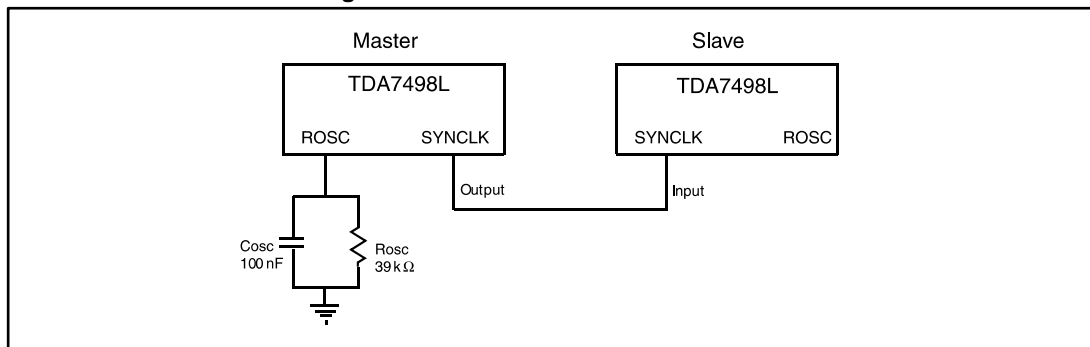 Master
Slave
TDA7498L
TDA7498L
ROSC
SYNCLK
SYNCLK
ROSC
Output
Input
Cosc
100 nF
Rosc
39 kΩ